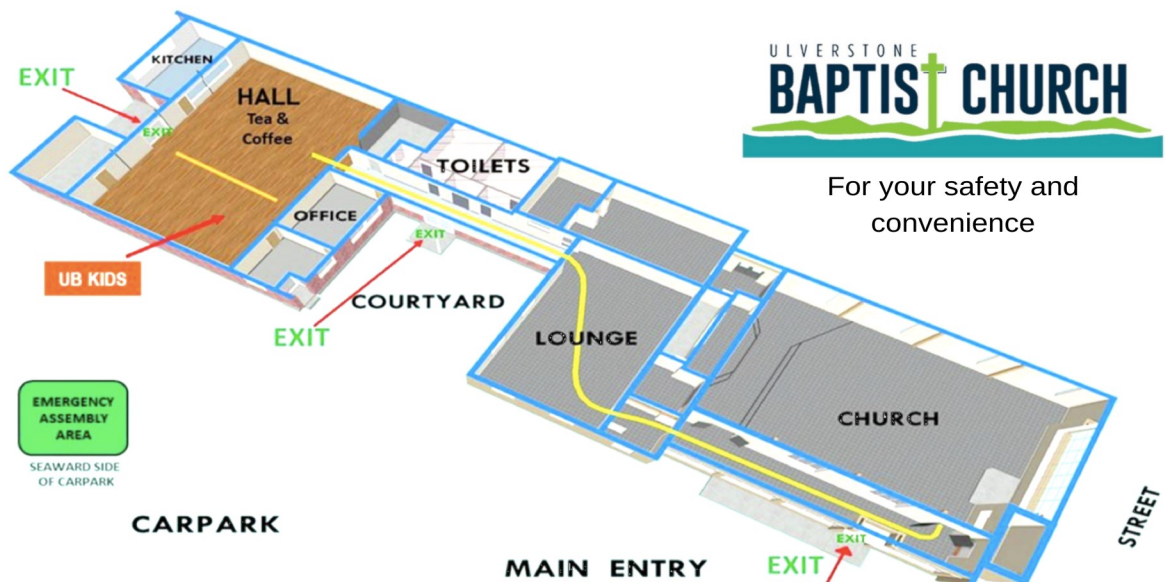 ULVERSTONE
BAPTIST CHURCH
For your safety and
convenience
KITCHEN
EXIT
EXIT
HALL
Tea &
Coffee
TOILETS
OFFICE
UB KIDS
EXIT
COURTYARD
EXIT
LOUNGE
CHURCH
EMERGENCY
ASSEMBLY
AREA
SEAWARD SIDE
OF CARPARK
CARPARK
STREET
EXIT
EXIT
MAIN ENTRY